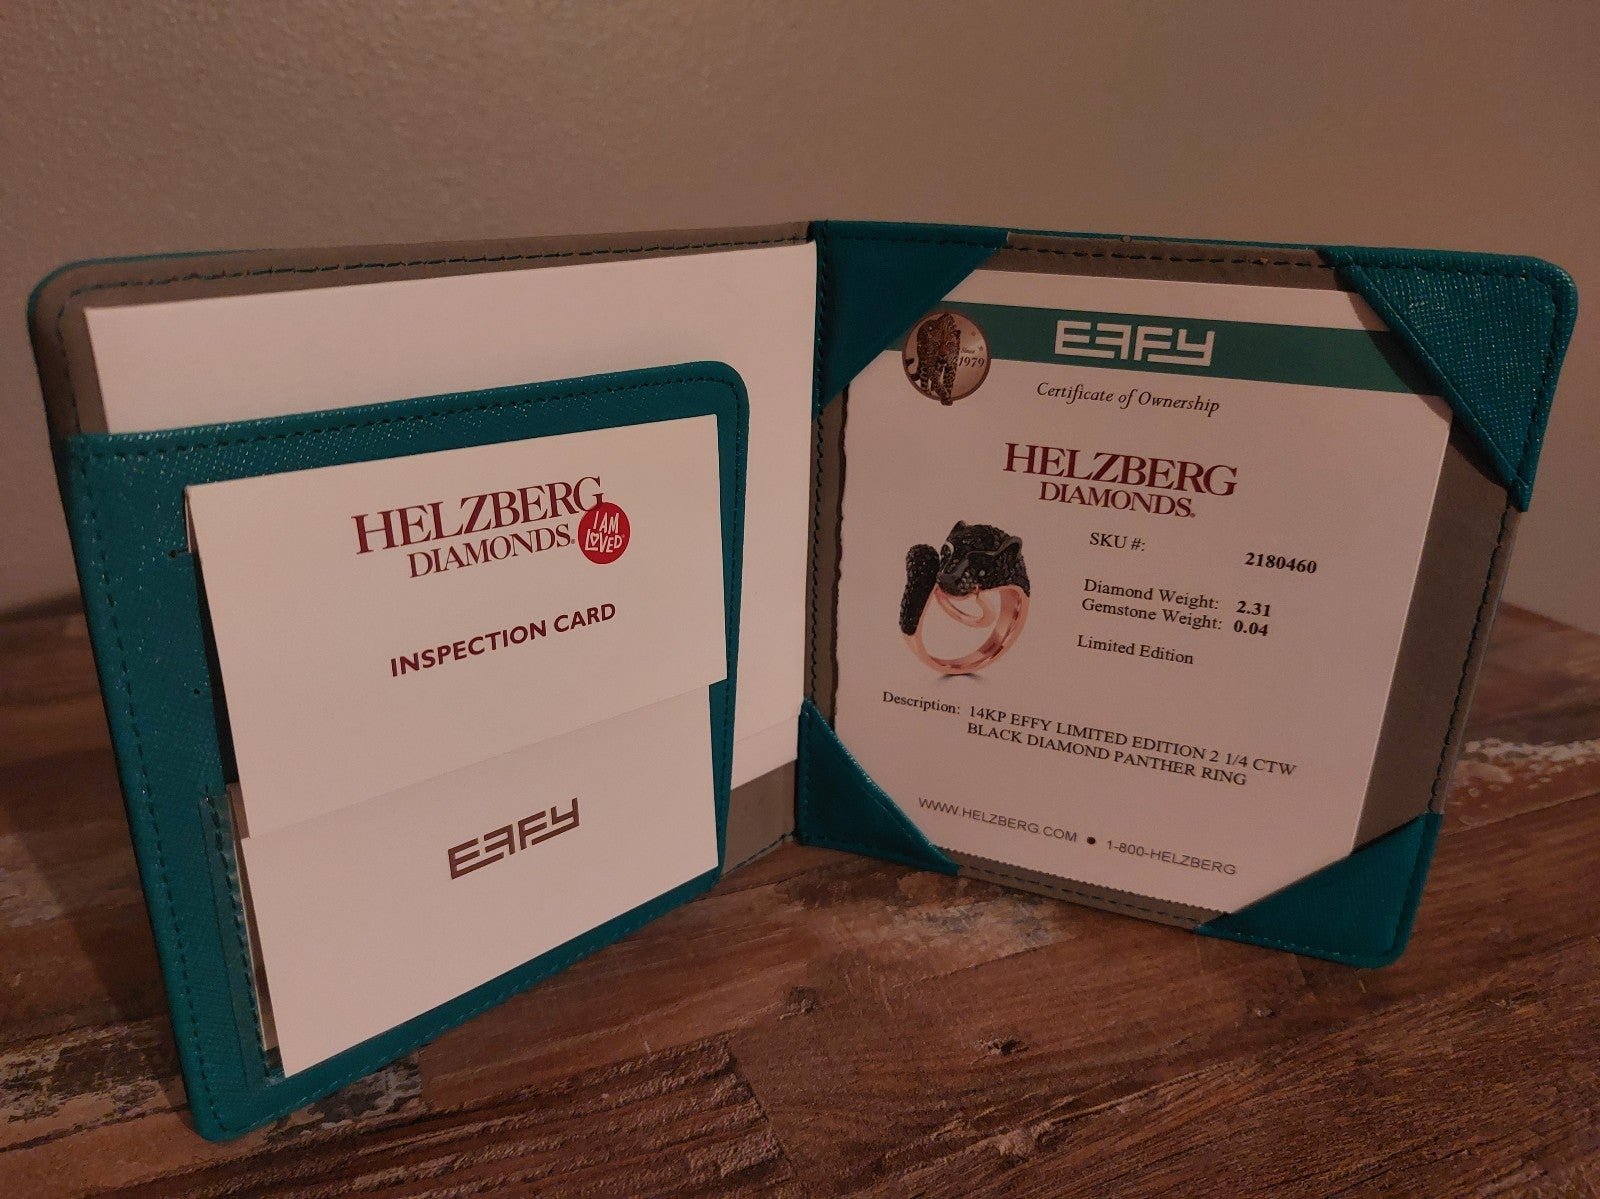 HELZBERG
DIAMONDS®
I AM
LOVED
INSPECTION CARD
EFFY
Since
1979
EFFY
Certificate of Ownership
HELZBERG
DIAMONDS®
SKU #: 2180460
Diamond Weight: 2.31
Gemstone Weight: 0.04
Limited Edition
Description: 14KP EFFY LIMITED EDITION 2 1/4 CTW
BLACK DIAMOND PANTHER RING
WWW.HELZBERG.COM ● 1-800-HELZBERG